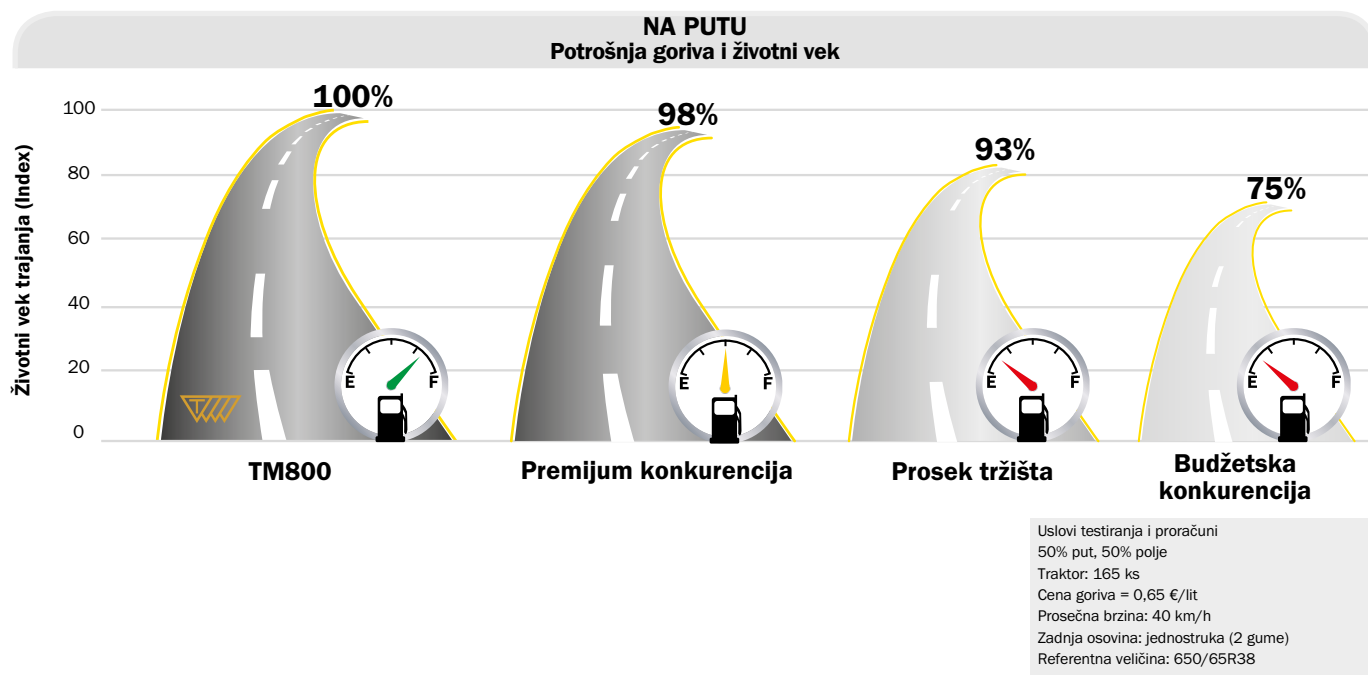 NA PUTU
Potrošnja goriva i životni vek
Životni vek trajanja (Index)
100
80
60
40
20
0
100%
98%
93%
75%
E F
E F
E F
E F
TM800
Premijum konkurencija
Prosek tržišta
Budžetska
konkurencija
Uslovi testiranja i proračuni
50% put, 50% polje
Traktor: 165 ks
Cena goriva = 0,65 €/lit
Prosečna brzina: 40 km/h
Zadnja osovina: jednostruka (2 gume)
Referentna veličina: 650/65R38